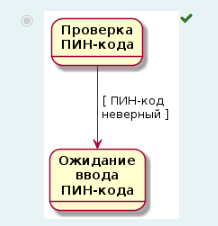 Проверка
ПИН-кода
[ ПИН-код
неверный ]
Ожидание
ввода
ПИН-кода